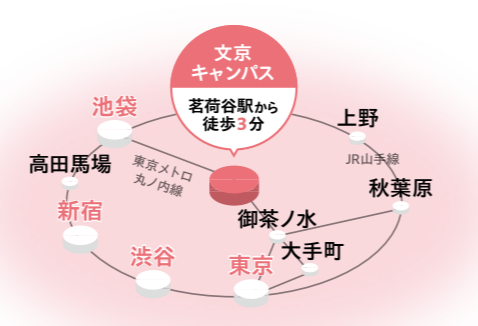 文京
キャンパス
茗荷谷駅から
徒歩3分
池袋
上野
東京メトロ
丸ノ内線
JR山手線
高田馬場
秋葉原
新宿
御茶ノ水
大手町
渋谷
東京